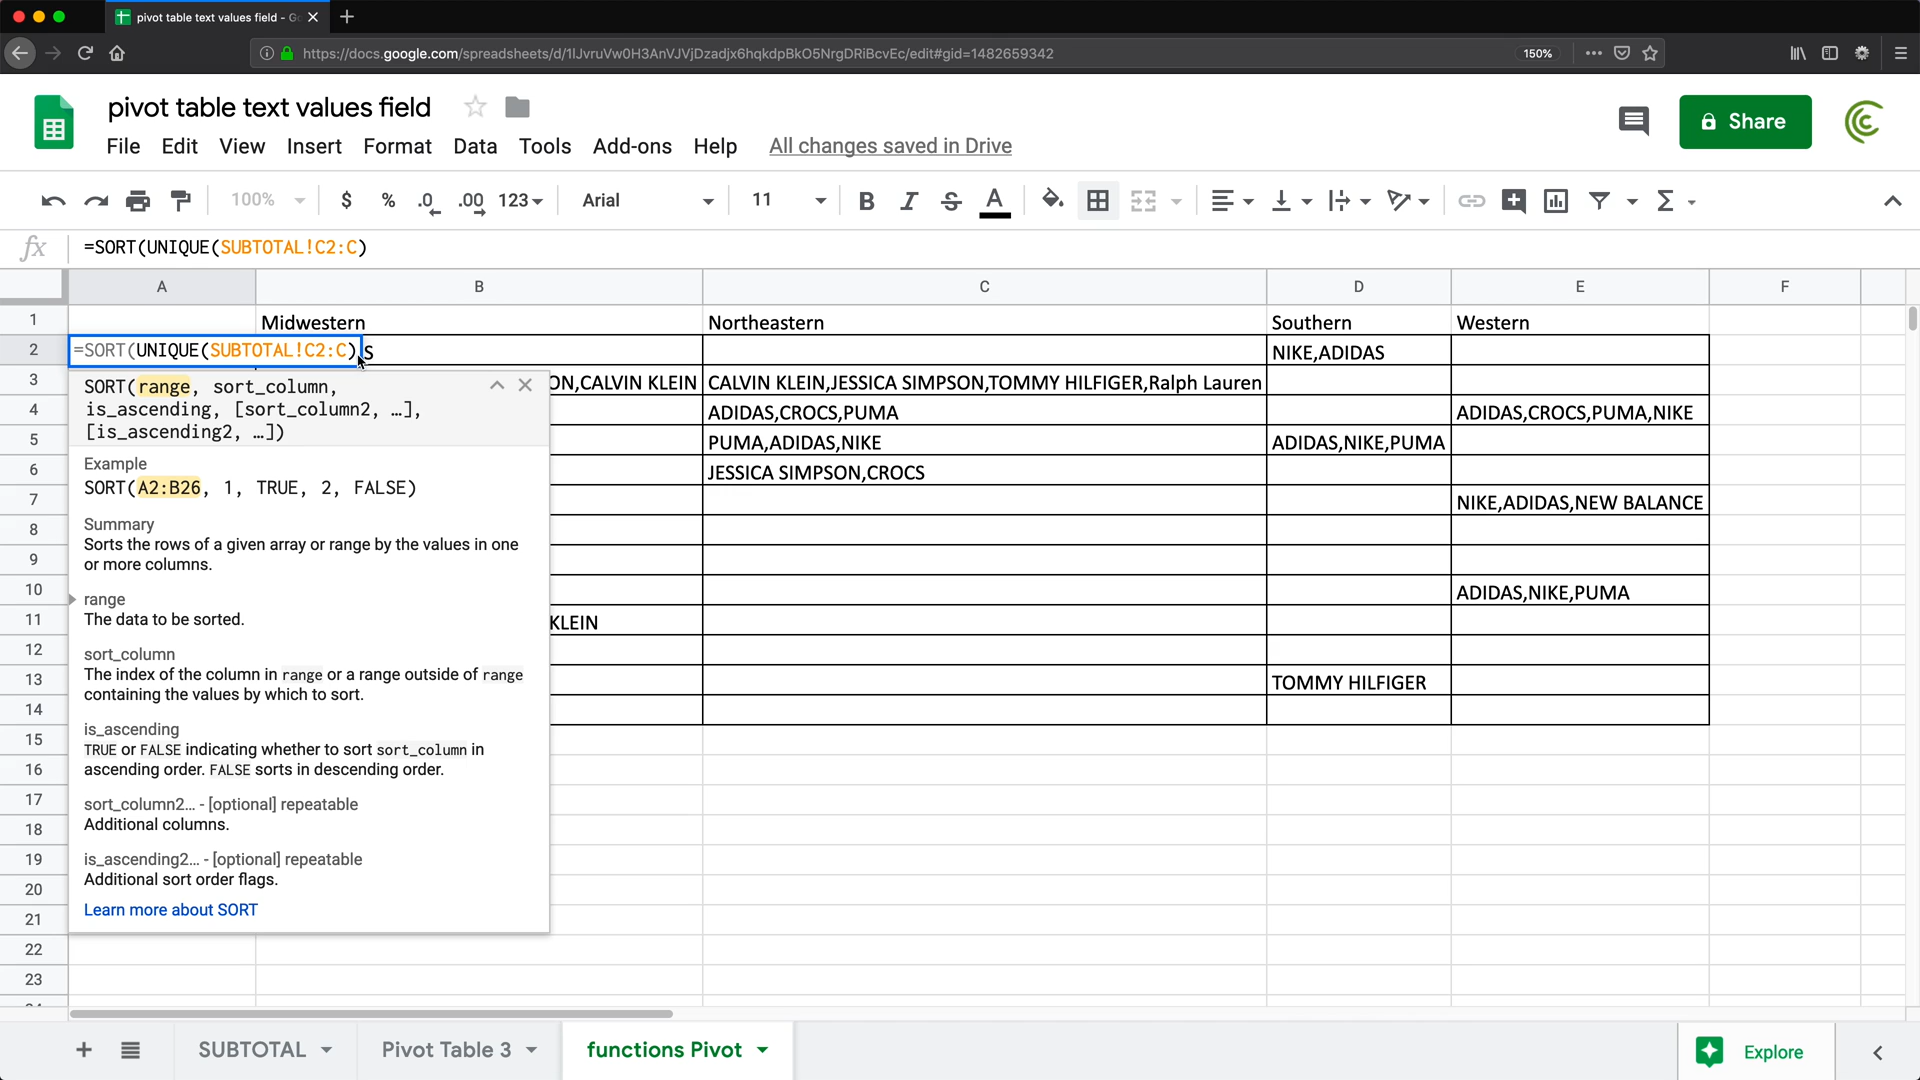 pivot table text values field - Go
https://docs.google.com/spreadsheets/d/1IJvruVw0H3AnVJVjDzadjx6hqkdpBkO5NrgDRiBcvEc/edit#gid=1482659342
150%
pivot table text values field
Share
File Edit View Insert Format Data Tools Add-ons Help All changes saved in Drive
100% $ % .0 .00 123 Arial 11 B I S A
fx =SORT(UNIQUE(SUBTOTAL!C2:C)
A B C D E F
1 Midwestern Northeastern Southern Western
2 =SORT(UNIQUE(SUBTOTAL!C2:C) S NIKE,ADIDAS
3 ON,CALVIN KLEIN CALVIN KLEIN,JESSICA SIMPSON,TOMMY HILFIGER,Ralph Lauren
4 ADIDAS,CROCS,PUMA ADIDAS,CROCS,PUMA,NIKE
5 PUMA,ADIDAS,NIKE ADIDAS,NIKE,PUMA
6 JESSICA SIMPSON,CROCS
7 NIKE,ADIDAS,NEW BALANCE
8
9
10 ADIDAS,NIKE,PUMA
11 KLEIN
12
13 TOMMY HILFIGER
14
15
16
17
18
19
20
21
22
23
SORT(range, sort_column,
is_ascending, [sort_column2, …],
[is_ascending2, …])
Example
SORT(A2:B26, 1, TRUE, 2, FALSE)
Summary
Sorts the rows of a given array or range by the values in one
or more columns.
range
The data to be sorted.
sort_column
The index of the column in range or a range outside of range
containing the values by which to sort.
is_ascending
TRUE or FALSE indicating whether to sort sort_column in
ascending order. FALSE sorts in descending order.
sort_column2... - [optional] repeatable
Additional columns.
is_ascending2... - [optional] repeatable
Additional sort order flags.
Learn more about SORT
SUBTOTAL Pivot Table 3 functions Pivot Explore